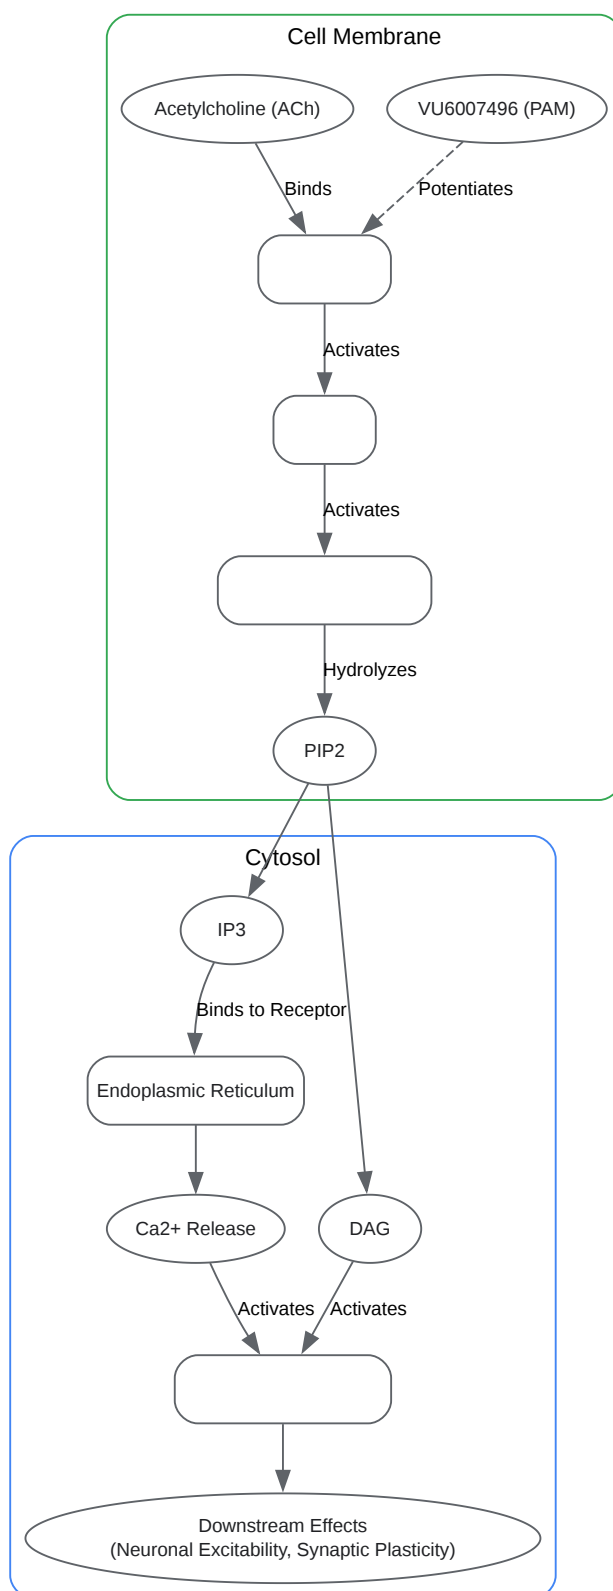 Cell Membrane
Acetylcholine (ACh)
VU6007496 (PAM)
Binds
Potentiates
Activates
Activates
Hydrolyzes
PIP2
Cytosol
IP3
Binds to Receptor
Endoplasmic Reticulum
Ca2+ Release
DAG
Activates
Activates
Downstream Effects
(Neuronal Excitability, Synaptic Plasticity)